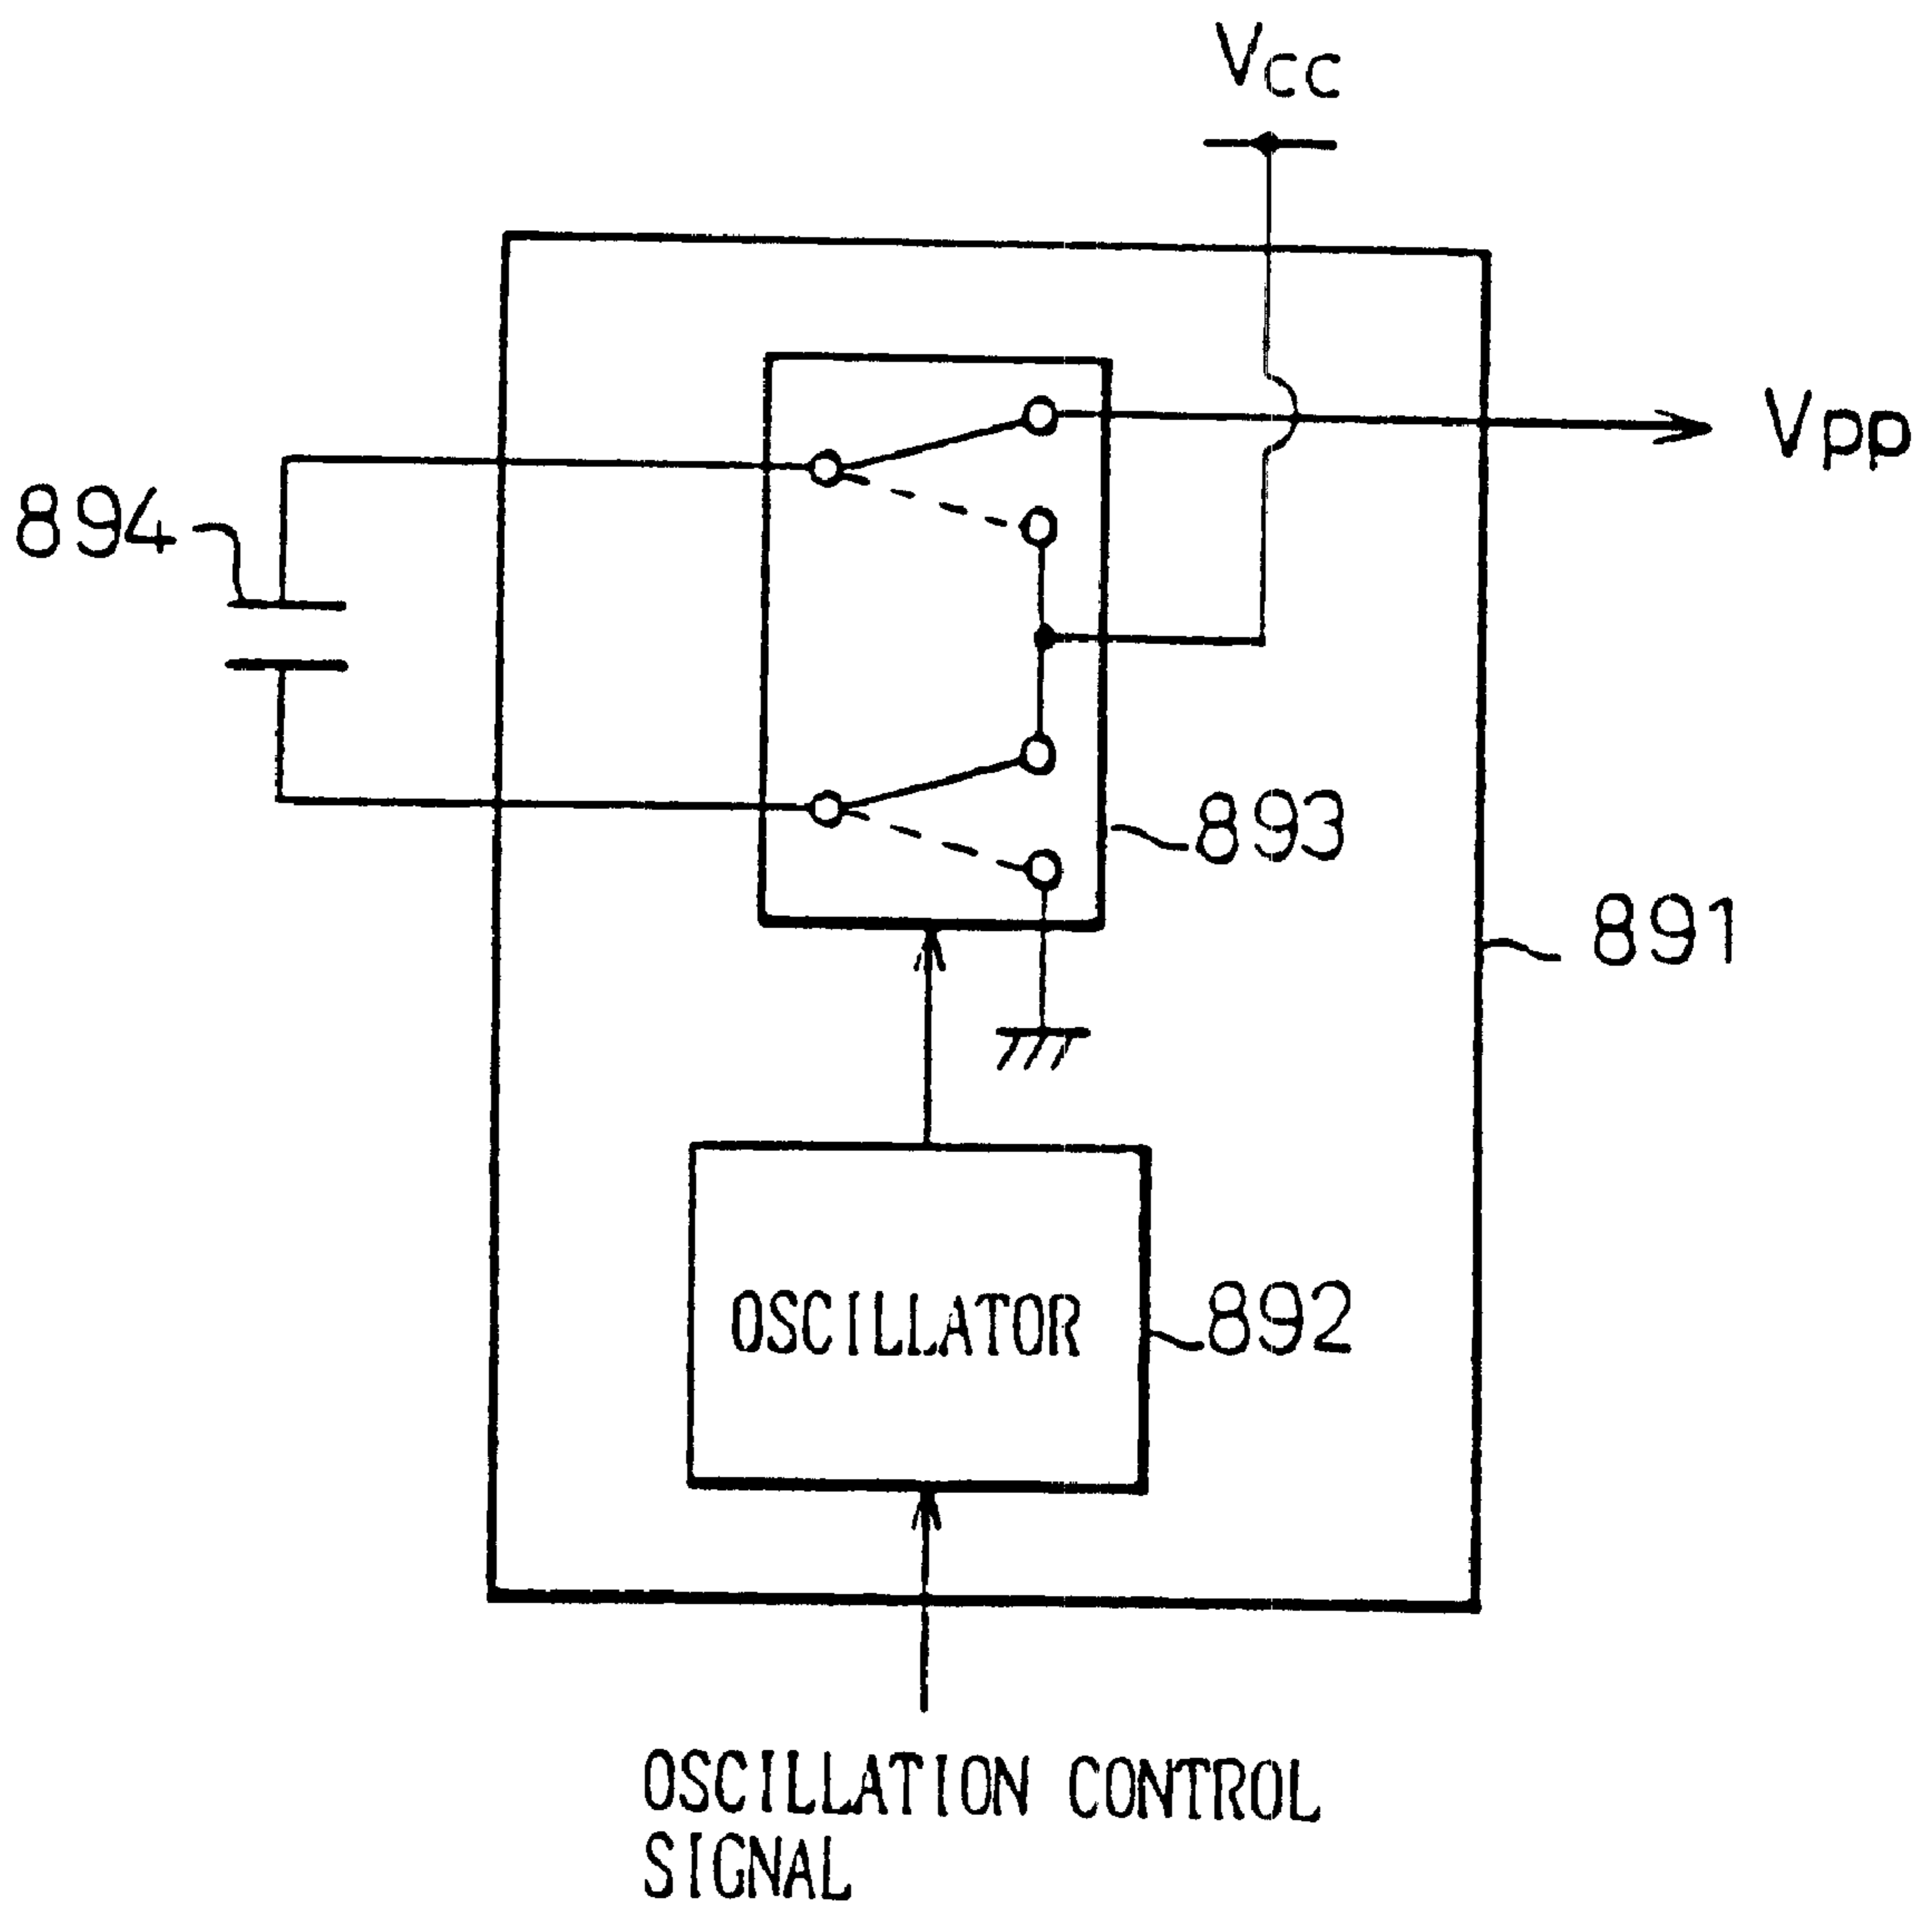 Vcc
Vpp
894
893
891
OSCILLATOR
892
OSCILLATION CONTROL
SIGNAL